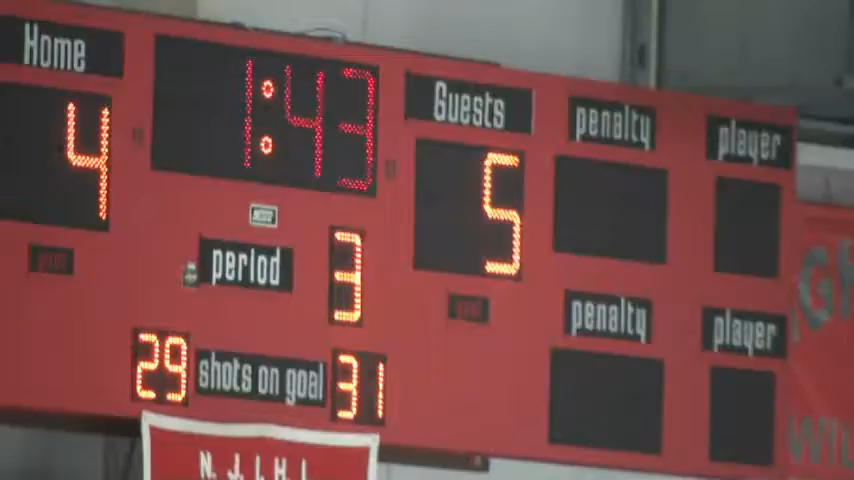 Home
1:43
Guests
penalty
player
4
5
period
3
penalty
player
29
shots on goal
31
N.J.I.H.L